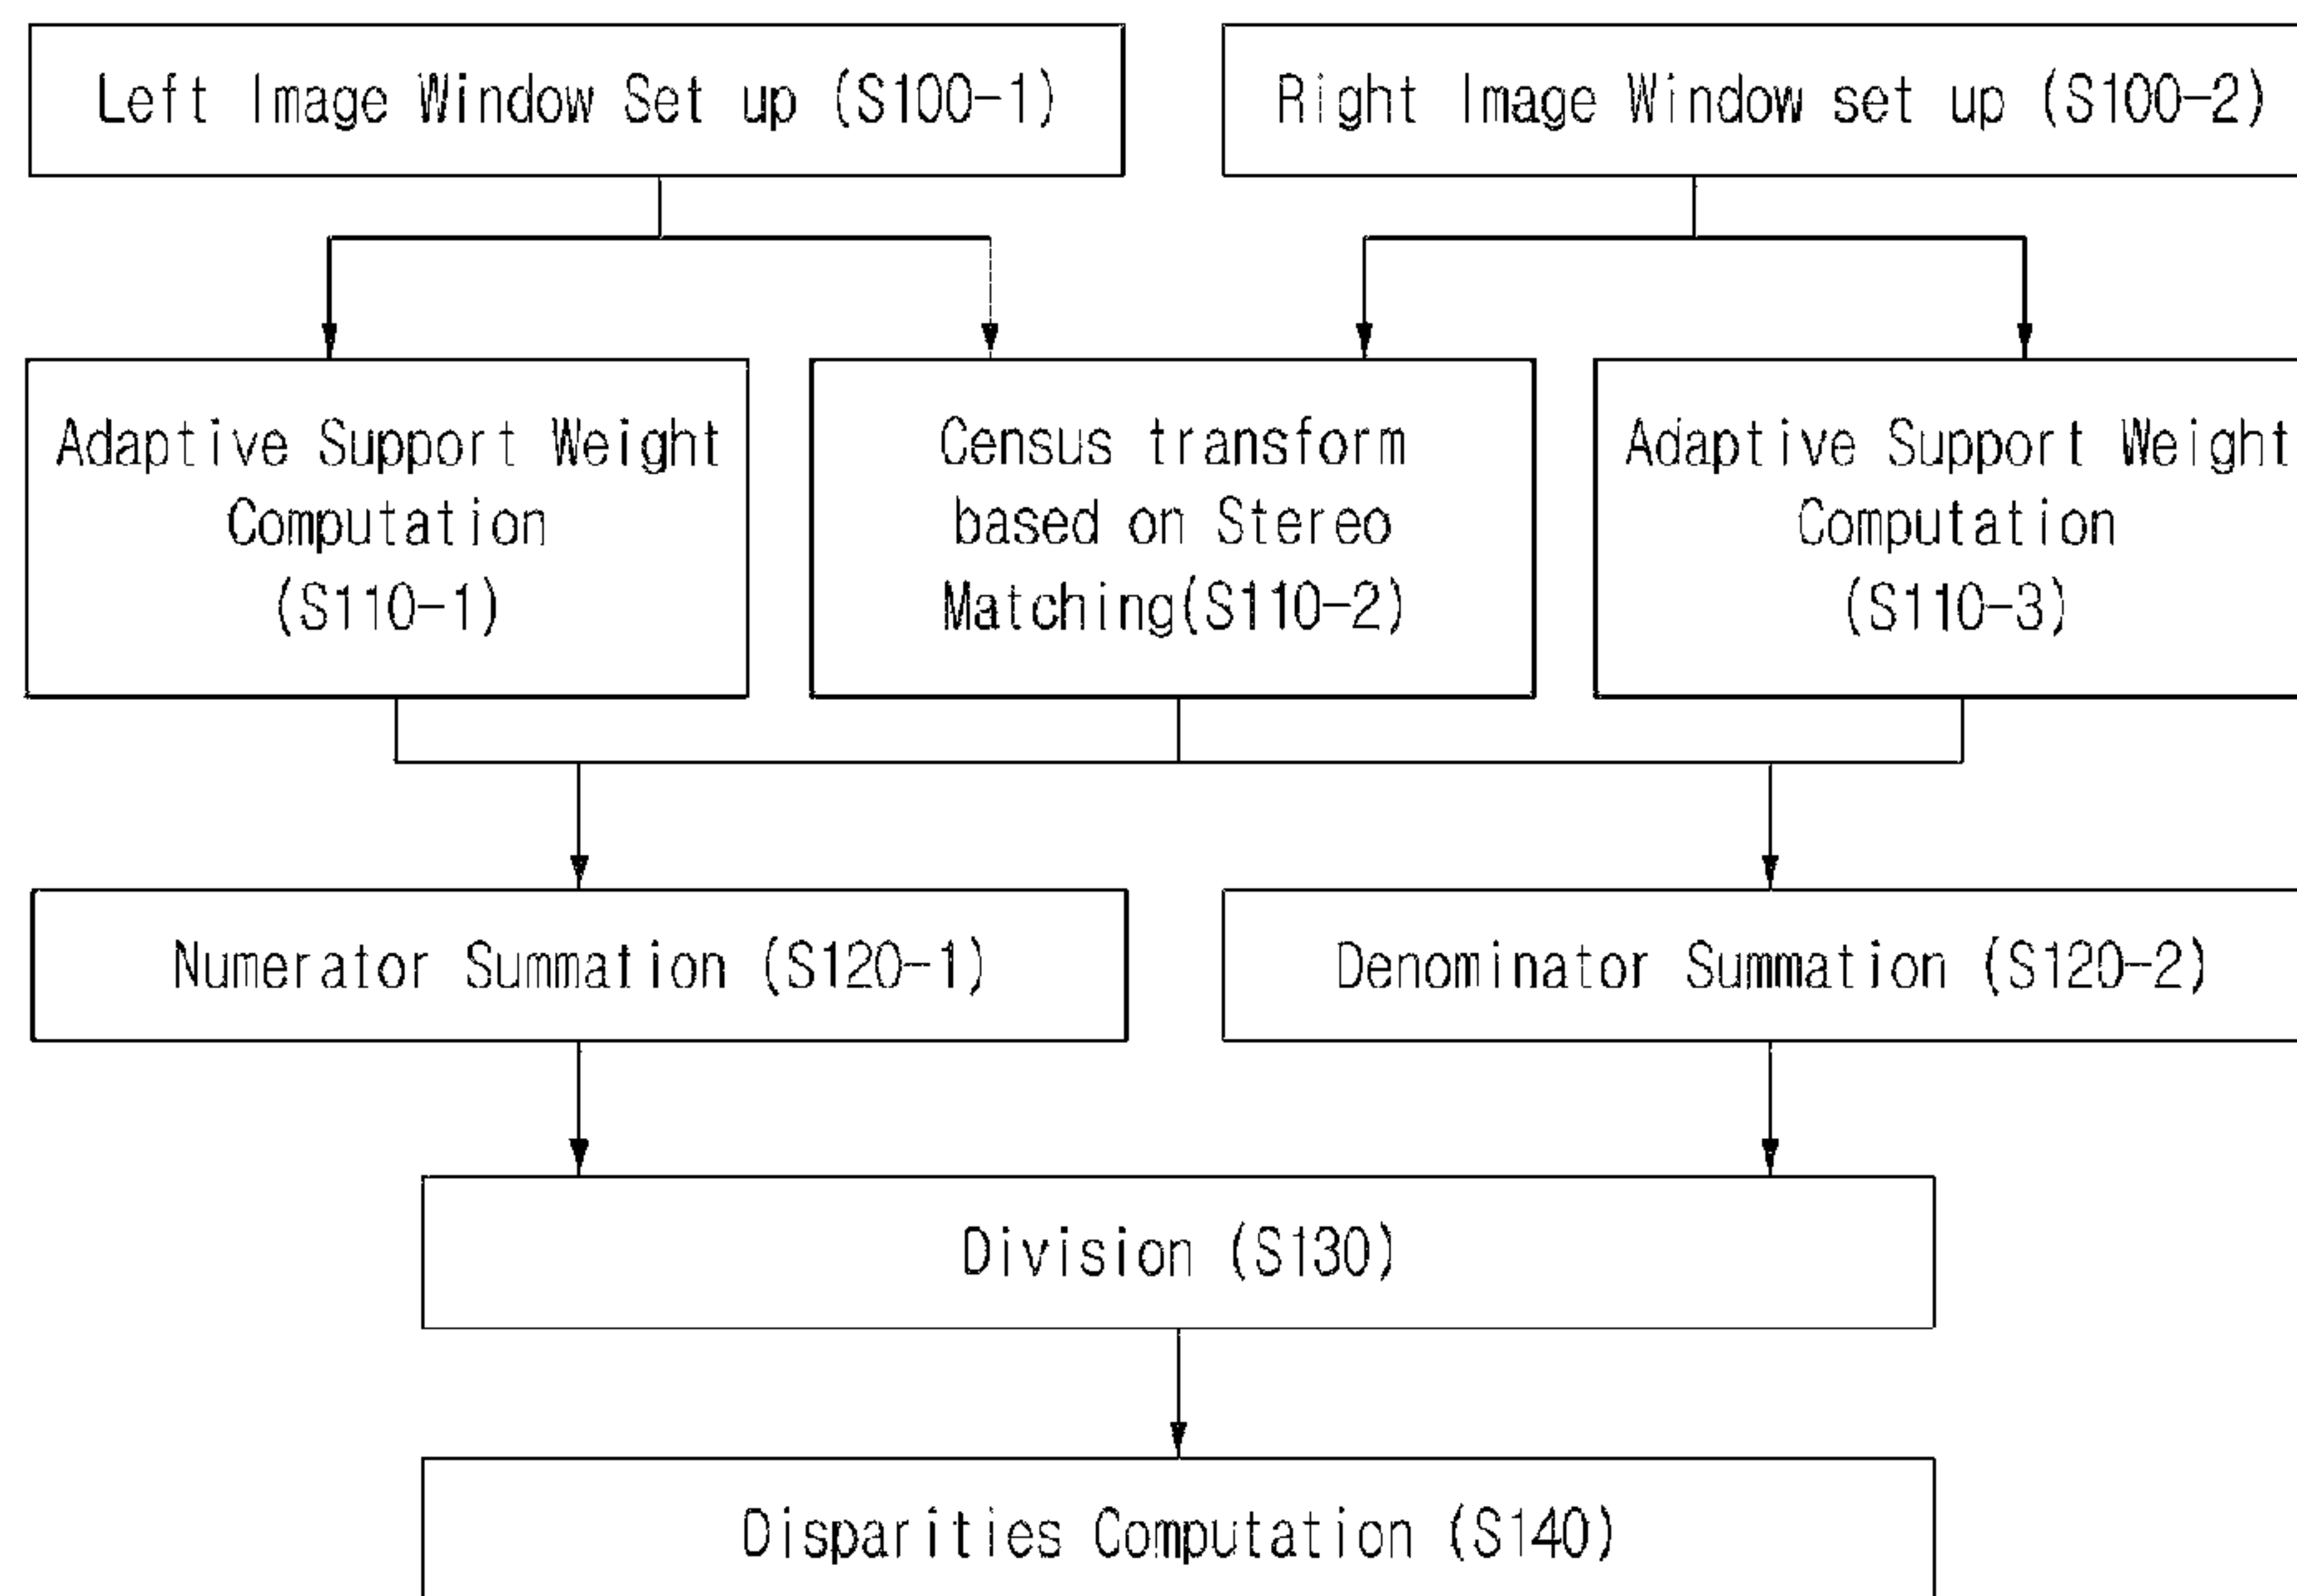 Left Image Window Set up (S100-1)
Right Image Window set up (S100-2)
Adaptive Support Weight
Computation
(S110-1)
Census transform
based on Stereo
Matching(S110-2)
Adaptive Support Weight
Computation
(S110-3)
Numerator Summation (S120-1)
Denominator Summation (S120-2)
Division (S130)
Disparities Computation (S140)